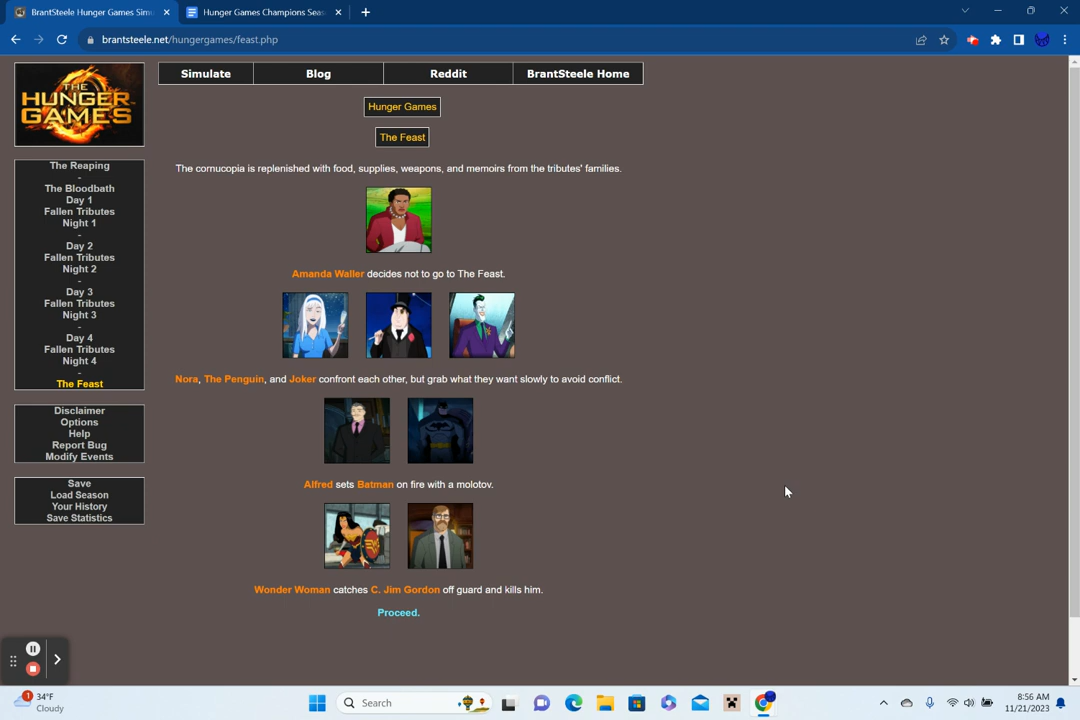 BrantSteele Hunger Games Simu
Hunger Games Champions Seas
brantsteele.net/hungergames/feast.php
THE
HUNGER
GAMES
Simulate
Blog
Reddit
BrantSteele Home
Hunger Games
The Feast
The cornucopia is replenished with food, supplies, weapons, and memoirs from the tributes' families.
Amanda Waller decides not to go to The Feast.
Nora, The Penguin, and Joker confront each other, but grab what they want slowly to avoid conflict.
Alfred sets Batman on fire with a molotov.
Wonder Woman catches C. Jim Gordon off guard and kills him.
Proceed.
The Reaping
-
The Bloodbath
Day 1
Fallen Tributes
Night 1
-
Day 2
Fallen Tributes
Night 2
-
Day 3
Fallen Tributes
Night 3
-
Day 4
Fallen Tributes
Night 4
-
The Feast
Disclaimer
Options
Help
Report Bug
Modify Events
Save
Load Season
Your History
Save Statistics
1
34°F
Cloudy
Search
8:56 AM
11/21/2023